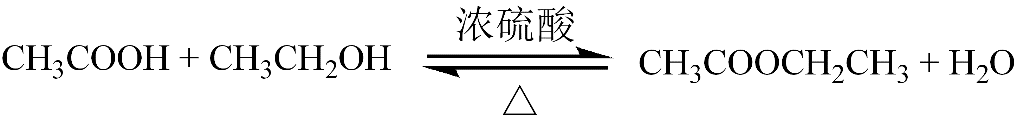 浓硫酸
CH₃COOH + CH₃CH₂OH ⇌ CH₃COOCH₂CH₃ + H₂O
△